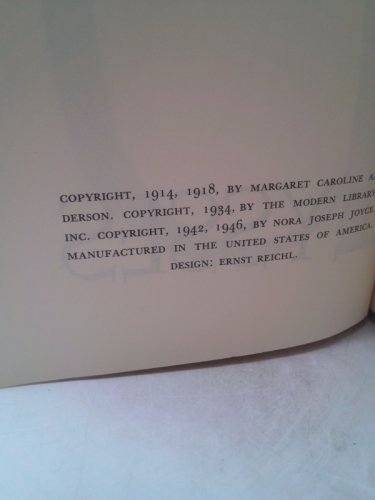 COPYRIGHT, 1914, 1918, BY MARGARET CAROLINE
DERSON. COPYRIGHT, 1934, BY THE MODERN LIBRARY
INC. COPYRIGHT, 1942, 1946, BY NORA JOSEPH JOYCE.
MANUFACTURED IN THE UNITED STATES OF AMERICA.
DESIGN: ERNST REICHL.